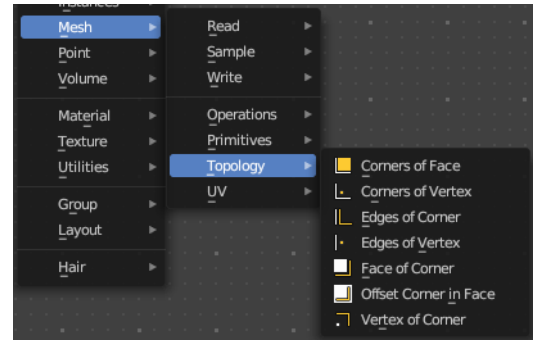 Instances
Mesh
Point
Volume
Material
Texture
Utilities
Group
Layout
Hair
Read
Sample
Write
Operations
Primitives
Topology
UV
Corners of Face
Corners of Vertex
Edges of Corner
Edges of Vertex
Face of Corner
Offset Corner in Face
Vertex of Corner